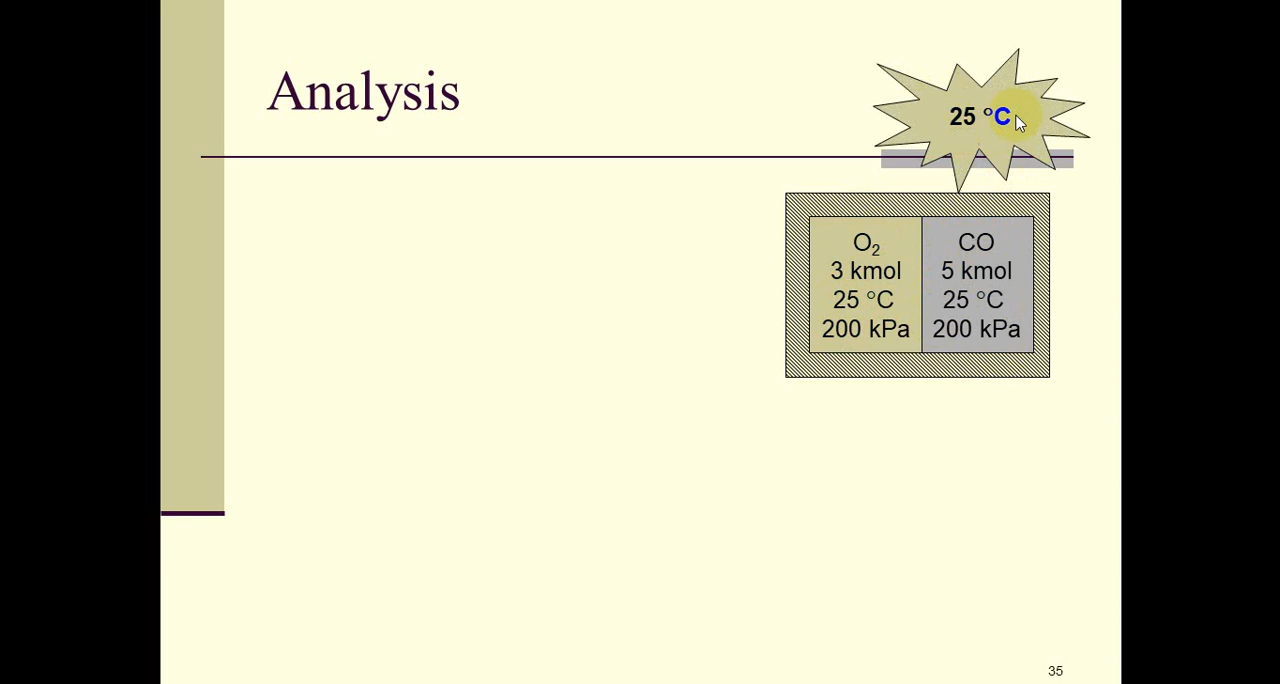 Analysis
25 °C
O₂
3 kmol
25 °C
200 kPa
CO
5 kmol
25 °C
200 kPa
35